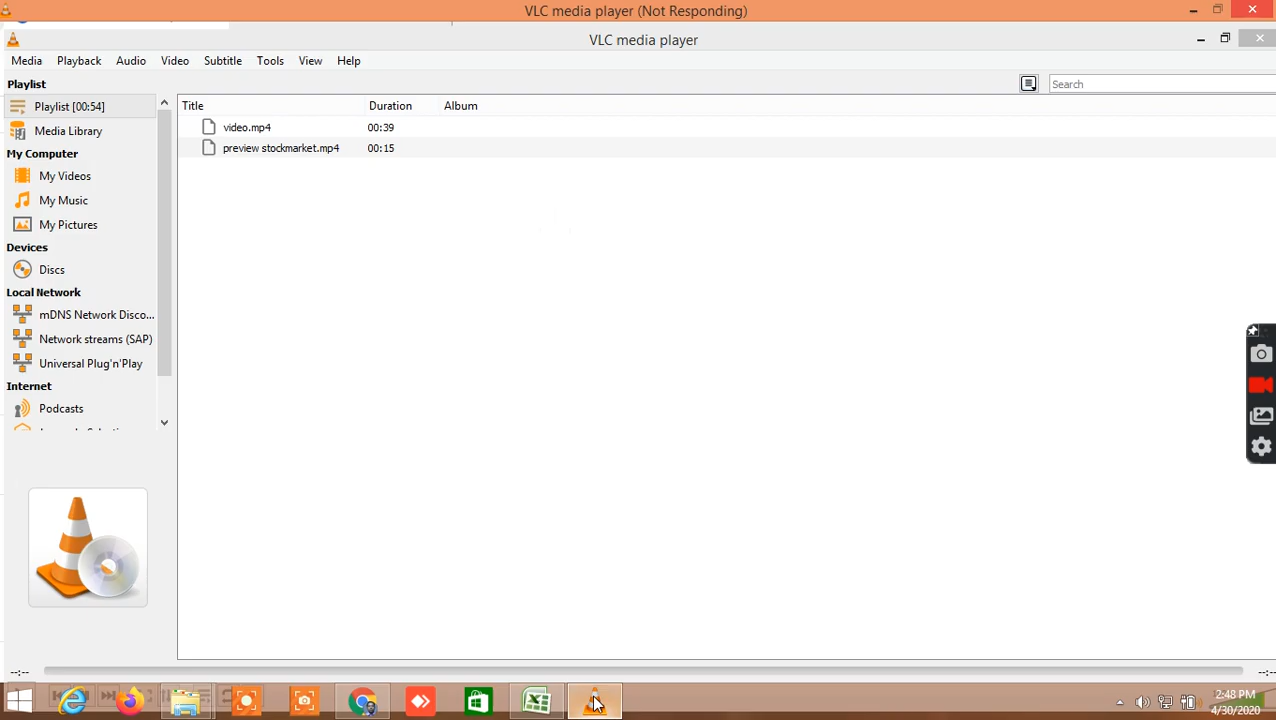 VLC media player (Not Responding)
VLC media player
Media Playback Audio Video Subtitle Tools View Help
Playlist
Search
Playlist [00:54]
Title Duration Album
video.mp4 00:39
Media Library
preview stockmarket.mp4 00:15
My Computer
My Videos
My Music
My Pictures
Devices
Discs
Local Network
mDNS Network Disco...
Network streams (SAP)
Universal Plug'n'Play
Internet
Podcasts
--:-- --:--
2:48 PM
4/30/2020